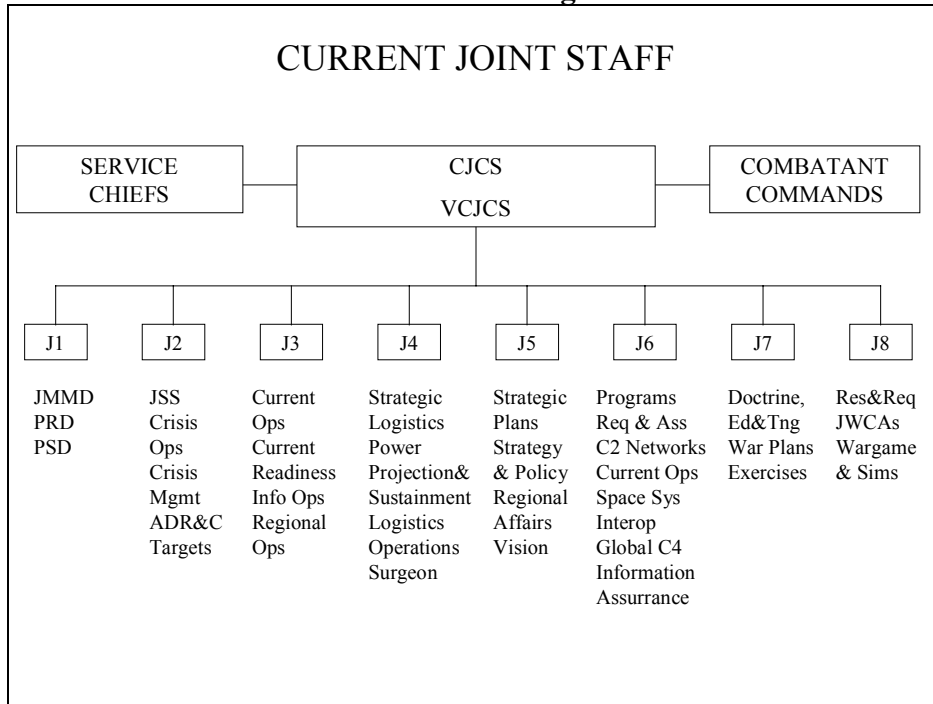 CURRENT JOINT STAFF
SERVICE
CHIEFS
CJCS
VCJCS
COMBATANT
COMMANDS
J1
J2
J3
J4
J5
J6
J7
J8
JMMD
PRD
PSD
JSS
Crisis
Ops
Crisis
Mgmt
ADR&C
Targets
Current
Ops
Current
Readiness
Info Ops
Regional
Ops
Strategic
Logistics
Power
Projection&
Sustainment
Logistics
Operations
Surgeon
Strategic
Plans
Strategy
& Policy
Regional
Affairs
Vision
Programs
Req & Ass
C2 Networks
Current Ops
Space Sys
Interop
Global C4
Information
Assurrance
Doctrine,
Ed&Tng
War Plans
Exercises
Res&Req
JWCAs
Wargame
& Sims